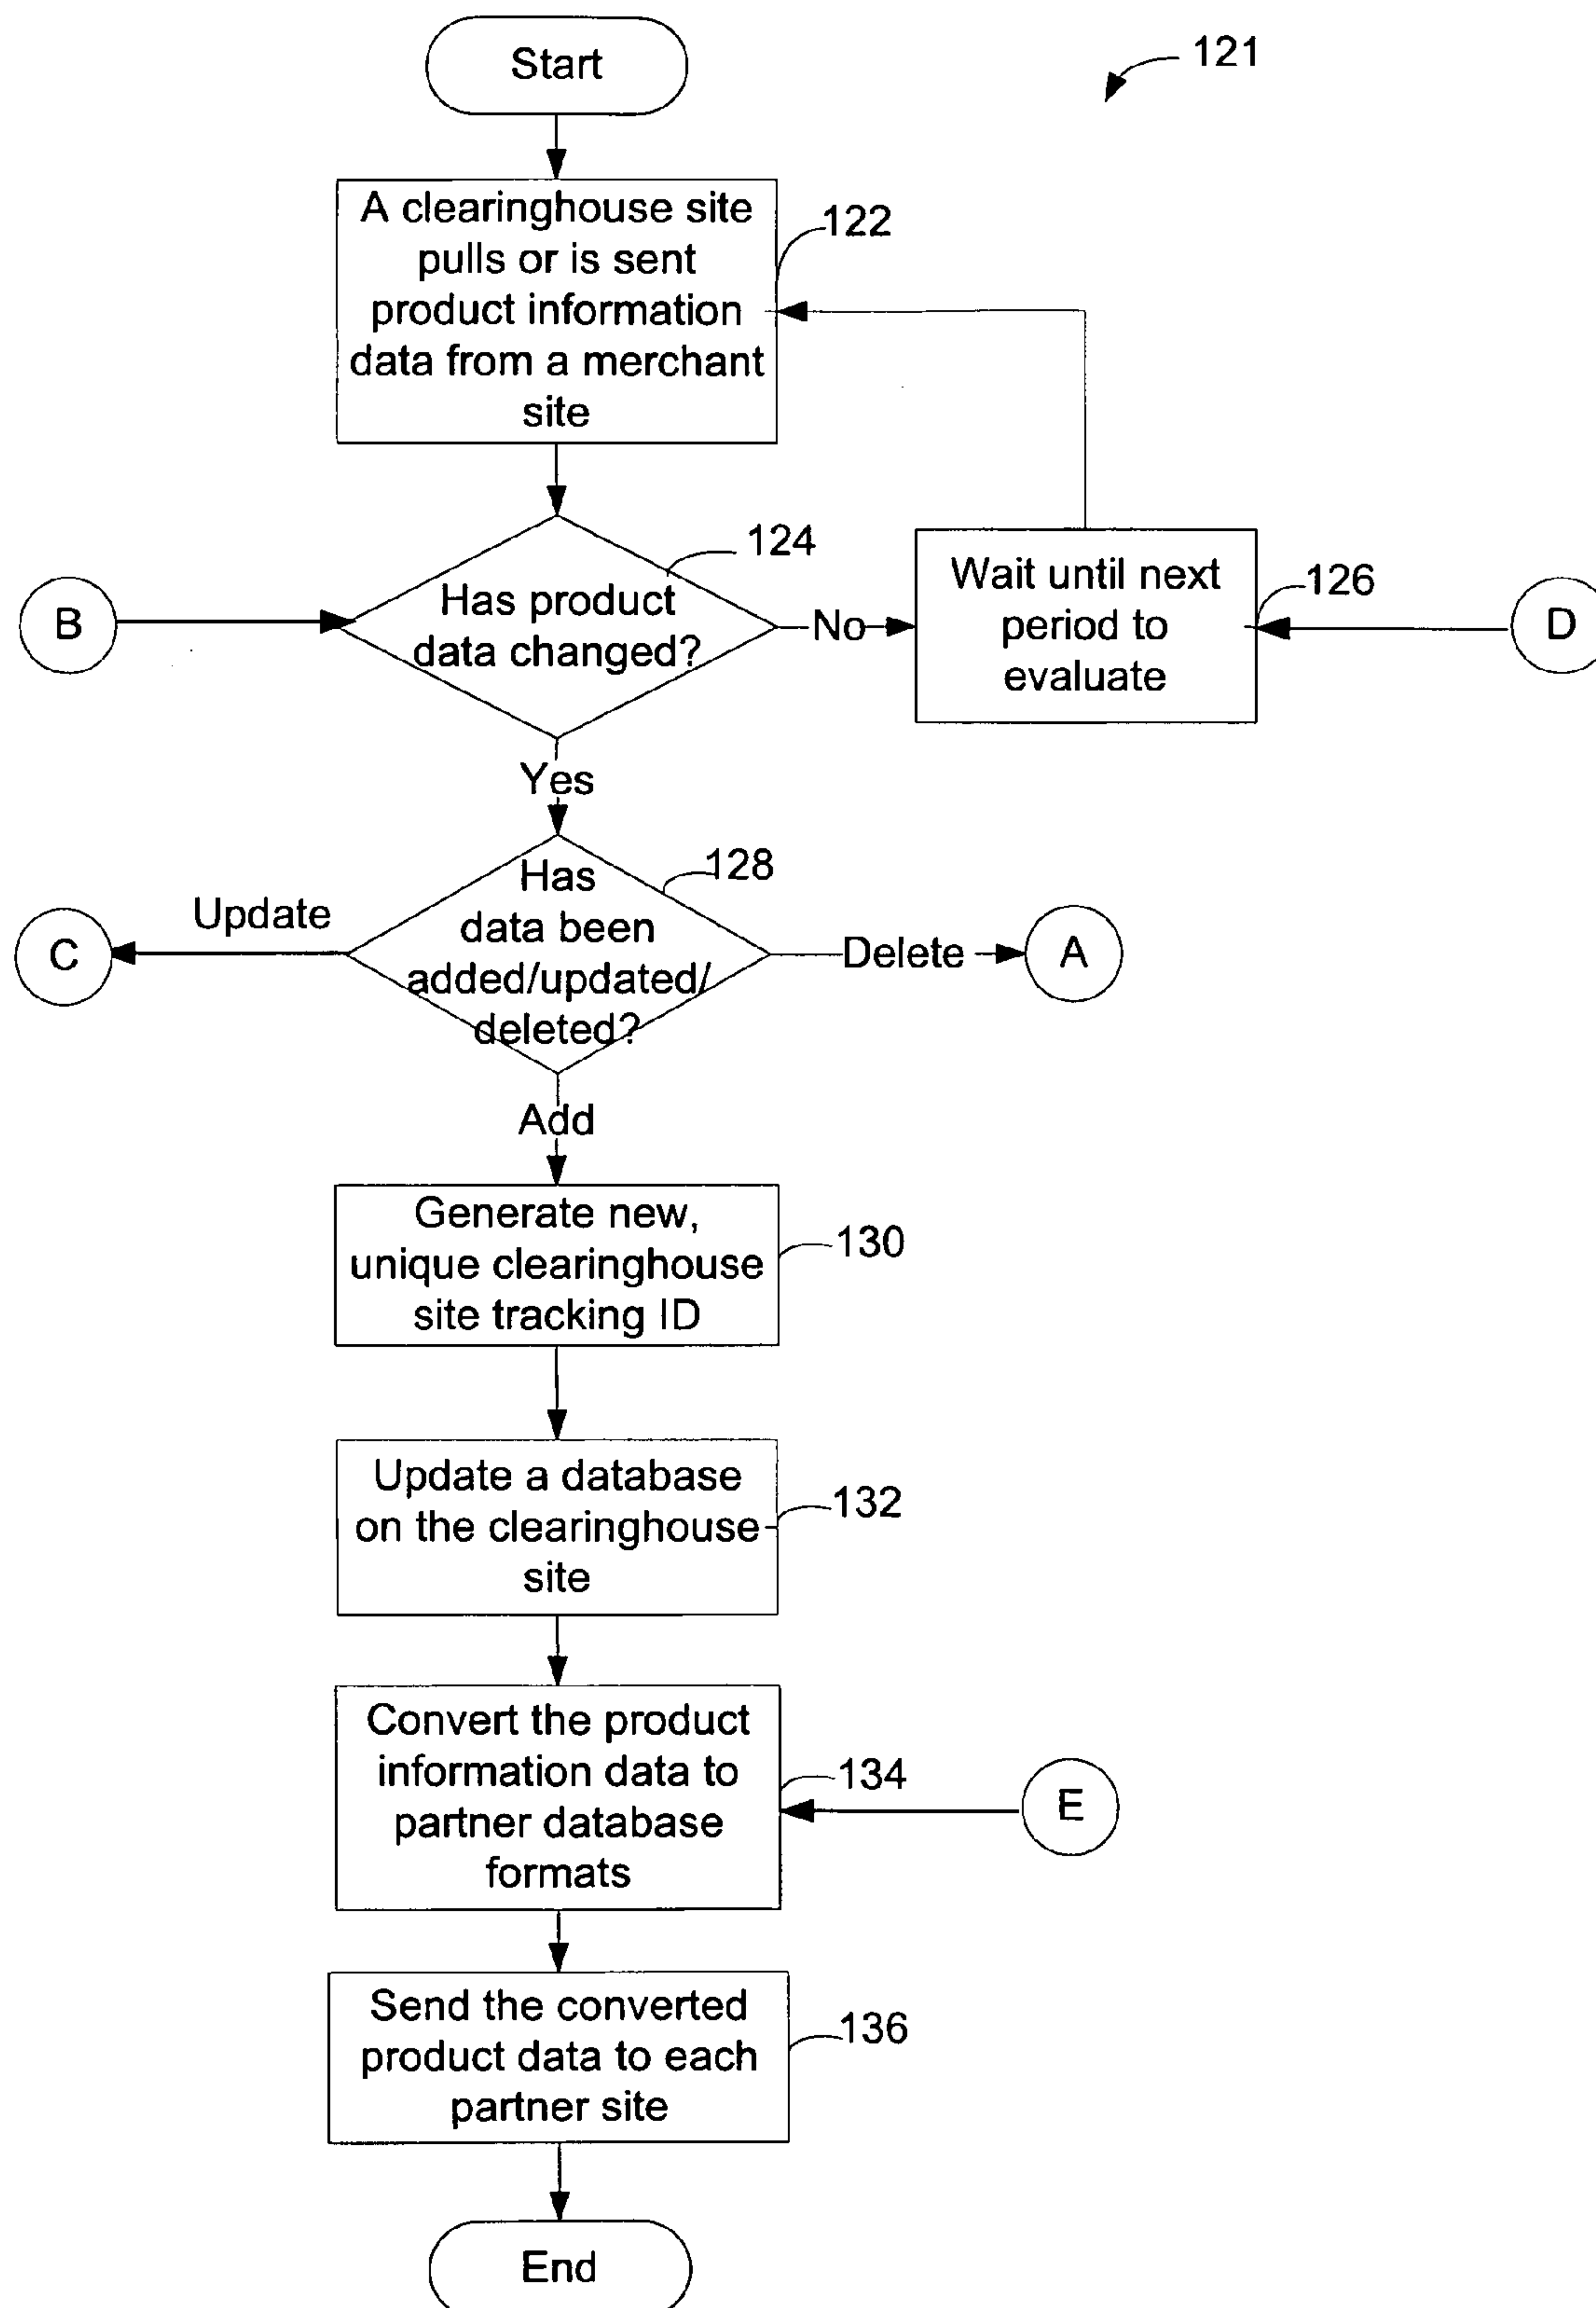 Start
121
A clearinghouse site
pulls or is sent
product information
data from a merchant
site
122
Has product
data changed?
124
B
No
Wait until next
period to
evaluate
126
D
Yes
Has
data been
added/updated/
deleted?
128
Update
C
Delete
A
Add
Generate new,
unique clearinghouse
site tracking ID
130
Update a database
on the clearinghouse
site
132
Convert the product
information data to
partner database
formats
134
E
Send the converted
product data to each
partner site
136
End